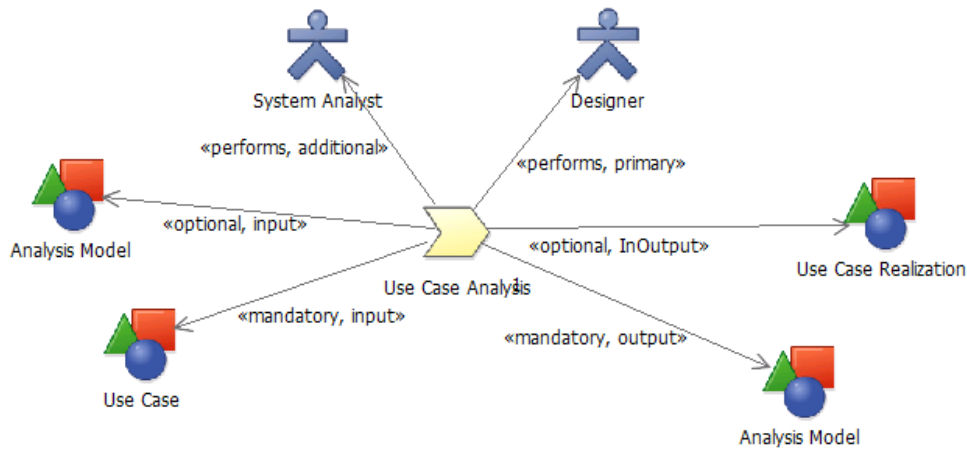 System Analyst
Designer
«performs, additional»
«performs, primary»
Analysis Model
«optional, input»
«optional, InOutput»
Use Case Realization
Use Case Analysis
1
«mandatory, input»
«mandatory, output»
Use Case
Analysis Model